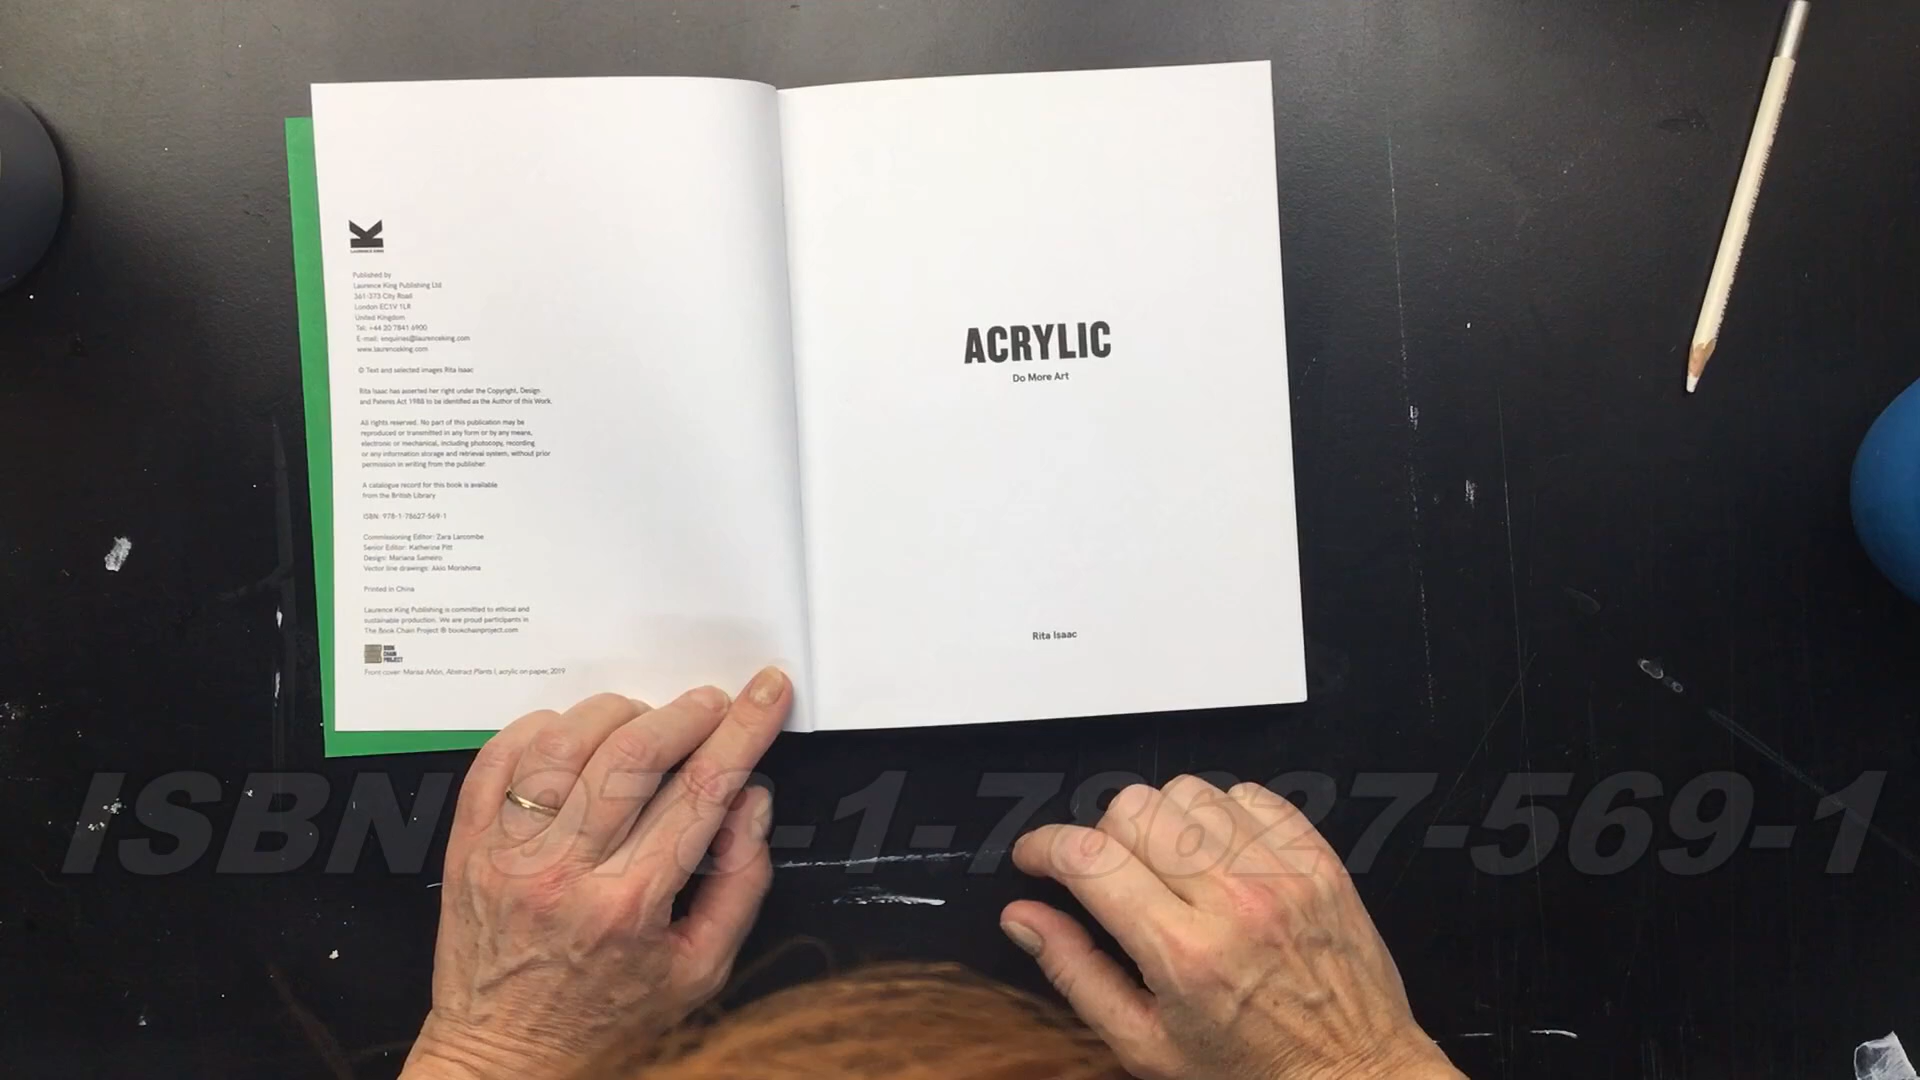 K
LAURENCE KING
Published by
Laurence King Publishing Ltd
361-373 City Road
London EC1V 1LR
United Kingdom
Tel: +44 20 7841 6900
E-mail: enquiries@laurenceking.com
www.laurenceking.com
© Text and selected images Rita Isaac
Rita Isaac has asserted her right under the Copyright, Design
and Patents Act 1988 to be identified as the Author of this Work.
All rights reserved. No part of this publication may be
reproduced or transmitted in any form or by any means,
electronic or mechanical, including photocopy, recording
or any information storage and retrieval system, without prior
permission in writing from the publisher.
A catalogue record for this book is available
from the British Library
ISBN: 978-1-78627-569-1
Commissioning Editor: Zara Larcombe
Senior Editor: Katherine Pitt
Design: Mariana Sameiro
Vector line drawings: Akio Morishima
Printed in China
Laurence King Publishing is committed to ethical and
sustainable production. We are proud participants in
The Book Chain Project ® bookchainproject.com
BOOK
CHAIN
PROJECT
Front cover: Marisa Añón, Abstract Plants I, acrylic on paper, 2019
ACRYLIC
Do More Art
Rita Isaac
ISBN 978-1-78627-569-1